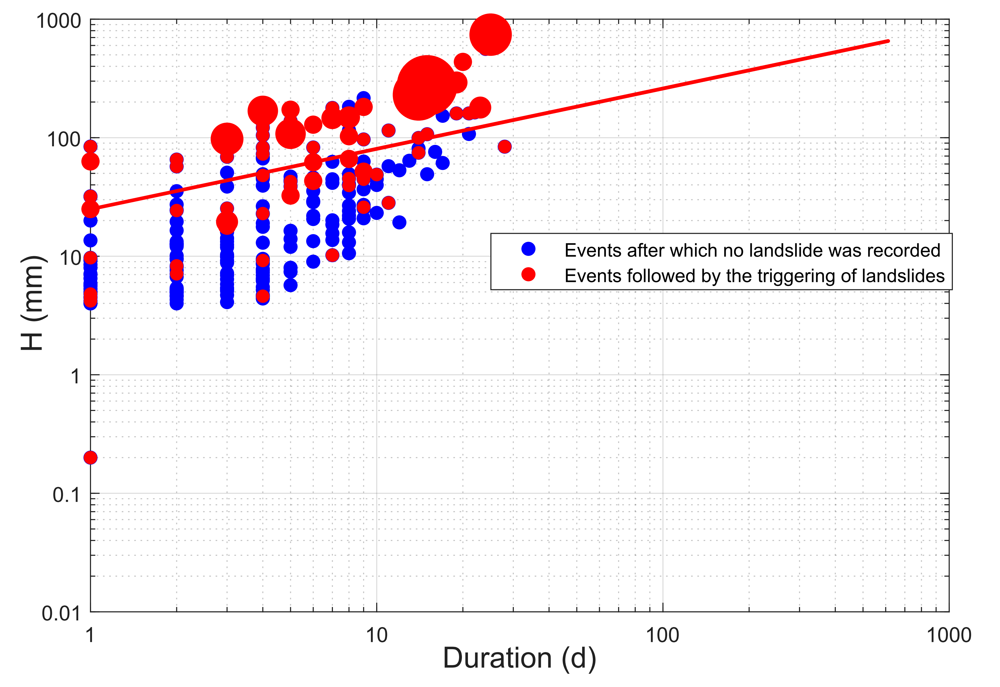 1000
100
10
1
0.1
0.01
H (mm)
Events after which no landslide was recorded
Events followed by the triggering of landslides
1 10 100 1000
Duration (d)